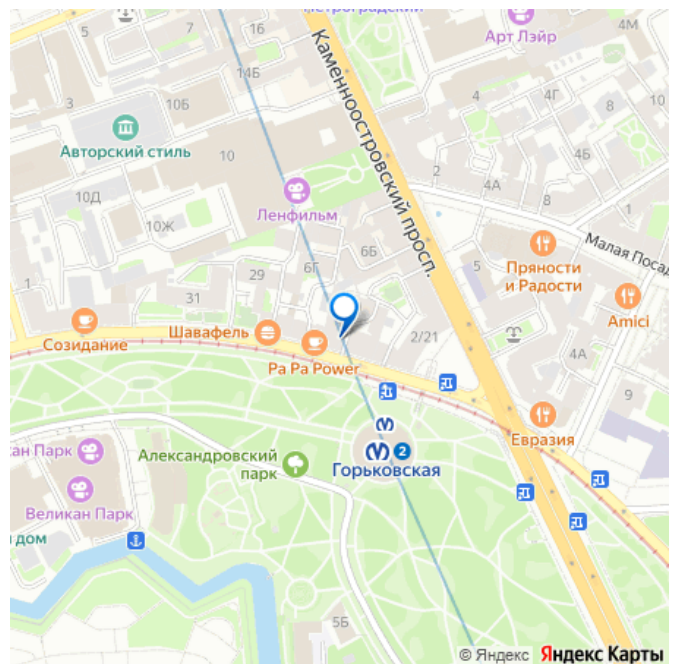 Петроградский
Арт Лэйр
4М
2
14Б
16
Каменноостровский просп.
3
10Б
4
4Г
8
10
Авторский стиль
10
4Б
2
10Д
4А
1
Ленфильм
8
10Ж
6Б
Малая Посад
29
6Г
5
Пряности
и Радости
1
31
Шавафель
2/21
Amici
Созидание
Pa Pa Power
4А
9
Евразия
2
кан Парк
Александровский
парк
Горьковская
Великан Парк
дом
5Б
© Яндекс Яндекс Карты